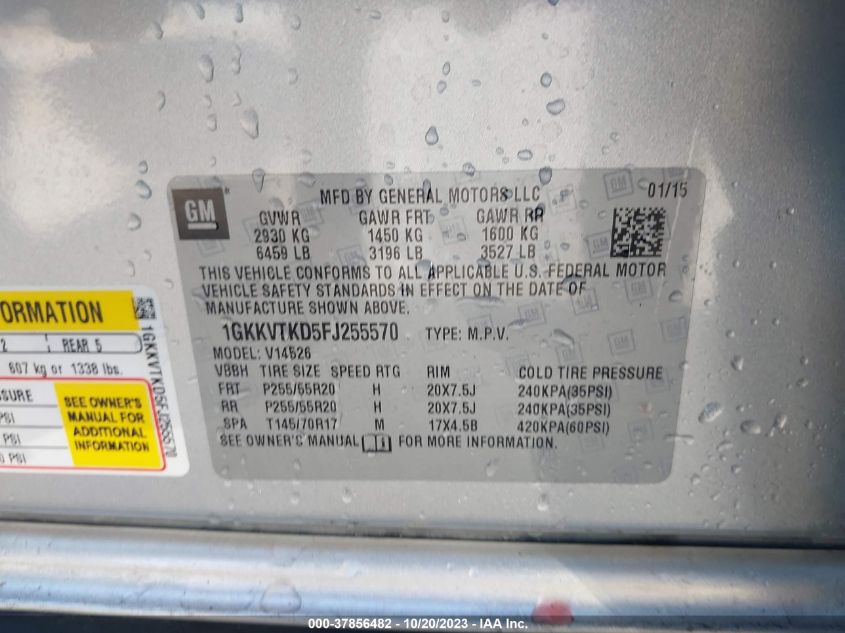 GM
MFD BY GENERAL MOTORS LLC 01/15
GVWR GAWR FRT GAWR RR
2930 KG 1450 KG 1600 KG
6459 LB 3196 LB 3527 LB
THIS VEHICLE CONFORMS TO ALL APPLICABLE U.S. FEDERAL MOTOR
VEHICLE SAFETY STANDARDS IN EFFECT ON THE DATE OF
MANUFACTURE SHOWN ABOVE.
1GKKVTKD5FJ255570 TYPE: M.P.V.
MODEL: V14526
VBBH TIRE SIZE SPEED RTG RIM COLD TIRE PRESSURE
FRT P255/55R20 H 20X7.5J 240KPA(35PSI)
RR P255/55R20 H 20X7.5J 240KPA(35PSI)
SPA T145/70R17 M 17X4.5B 420KPA(60PSI)
SEE OWNER'S MANUAL FOR MORE INFORMATION.
ORMATION
2 REAR 5
607 kg or 1338 lbs.
SSURE
PSI
PSI
0 PSI
SEE OWNER'S
MANUAL FOR
ADDITIONAL
INFORMATION
1GKKVTKD5FJ255570
000-37856482 - 10/20/2023 - IAA Inc.